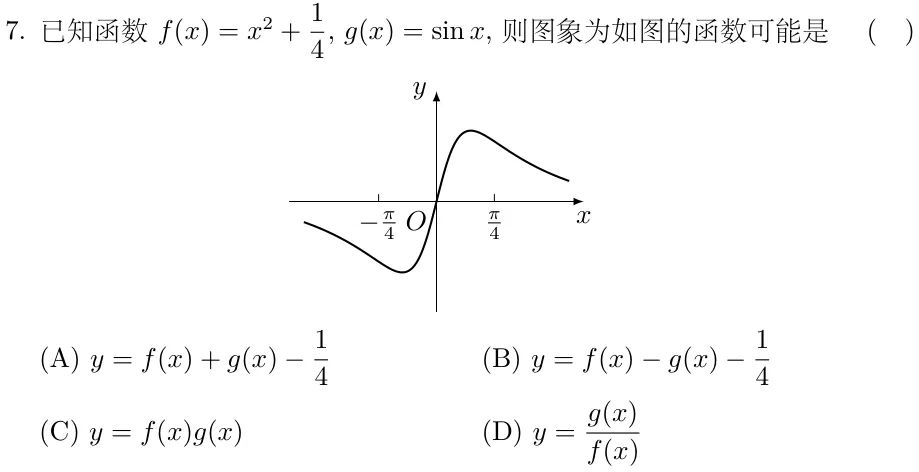 7. 已知函数 f(x) = x² + 1/4, g(x) = sin x, 则图象为如图的函数可能是 ( )
y
−π/4 O π/4 x
(A) y = f(x) + g(x) − 1/4 (B) y = f(x) − g(x) − 1/4
(C) y = f(x)g(x) (D) y = g(x)/f(x)